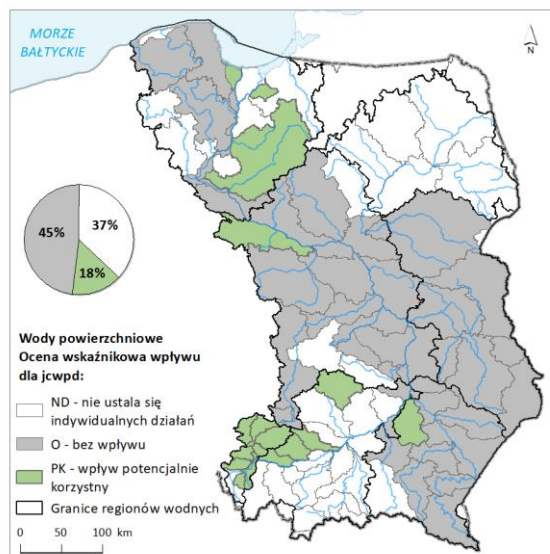 MORZE
BAŁTYCKIE
N
45%
37%
18%
Wody powierzchniowe
Ocena wskaźnikowa wpływu
dla jcwpd:
ND - nie ustala się
indywidualnych działań
O - bez wpływu
PK - wpływ potencjalnie
korzystny
Granice regionów wodnych
0 50 100 km